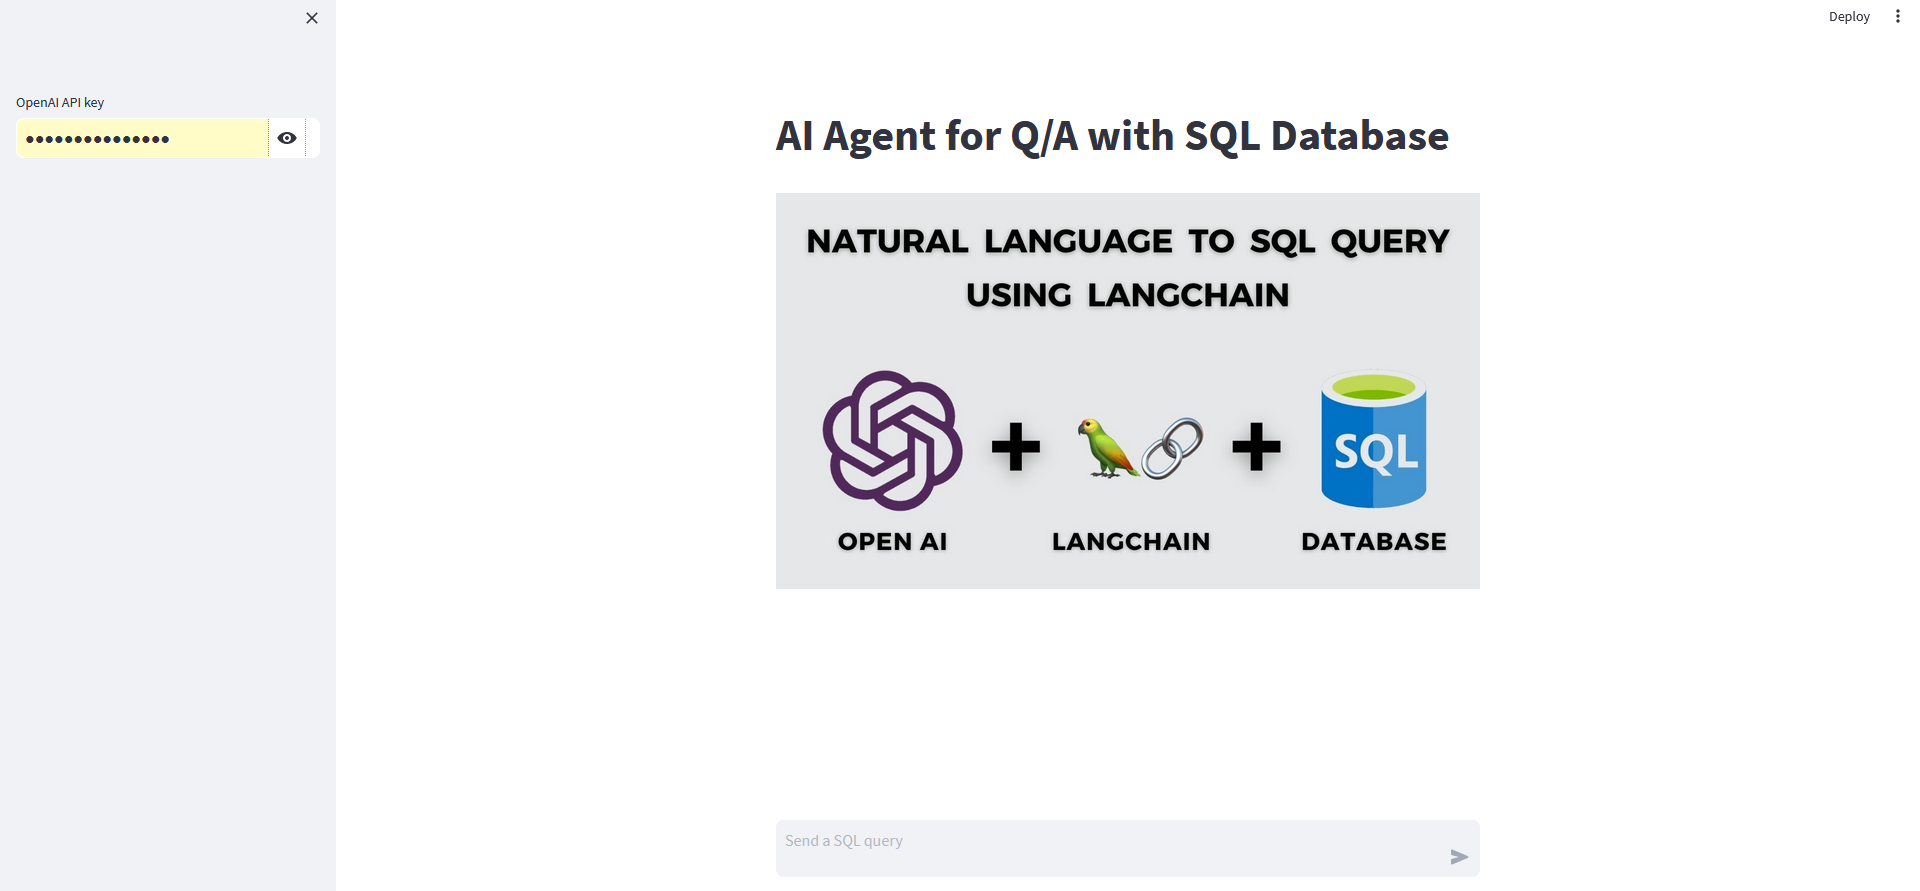 Deploy
OpenAI API key
AI Agent for Q/A with SQL Database
NATURAL LANGUAGE TO SQL QUERY
USING LANGCHAIN
SQL
OPEN AI
LANGCHAIN
DATABASE
Send a SQL query